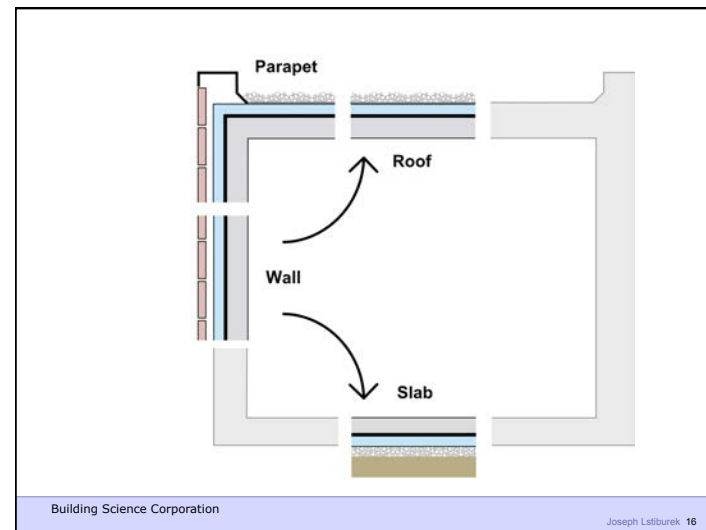 Parapet
Roof
Wall
Slab
Building Science Corporation
Joseph Lstiburek 16